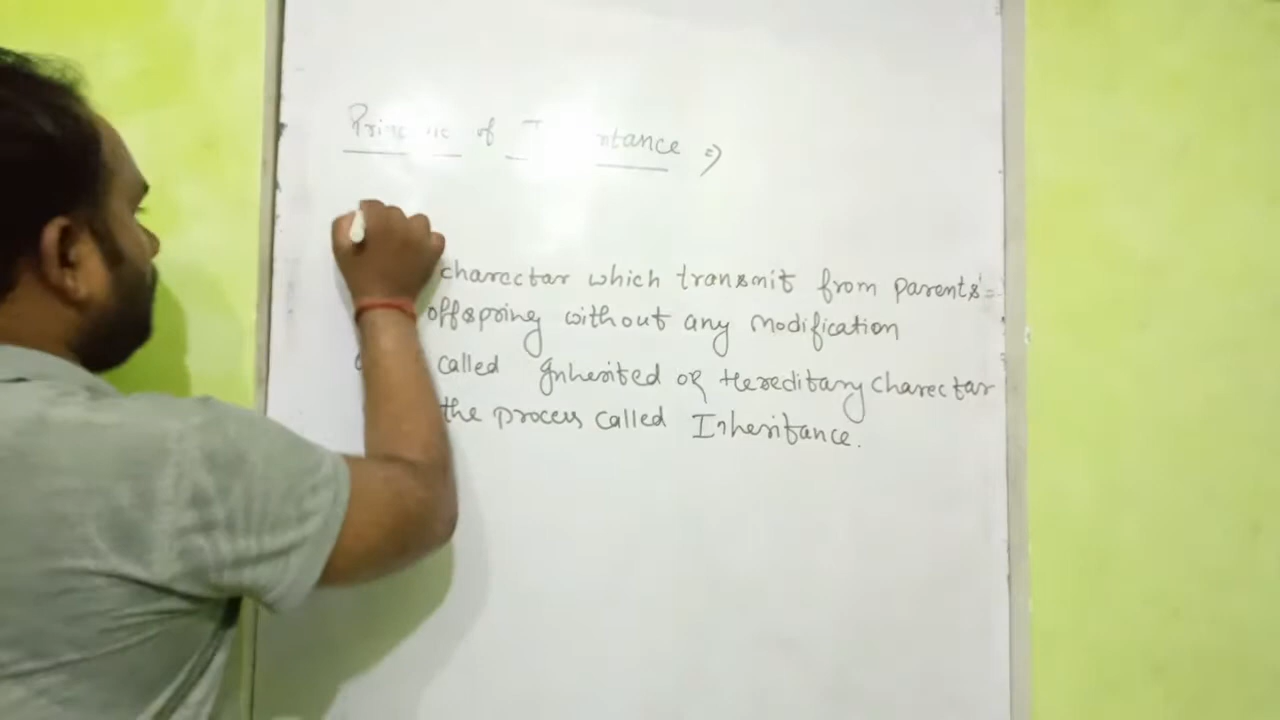 of ⇒
charectar which transmit from parents =
offspring without any modification
called Inherited or Hereditary charectar
the process called Inheritance.